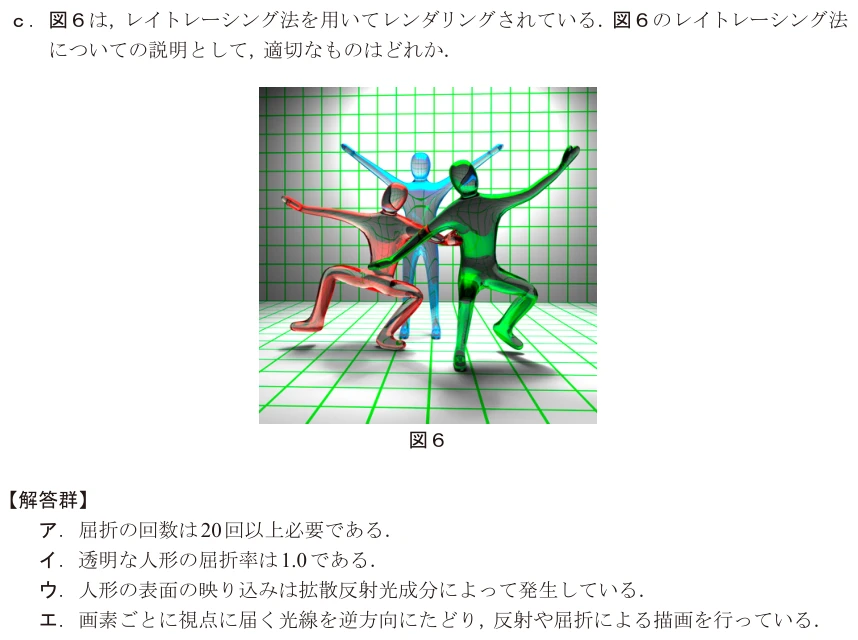 c．図6は，レイトレーシング法を用いてレンダリングされている．図6のレイトレーシング法
についての説明として，適切なものはどれか．
図6
【解答群】
ア．屈折の回数は20回以上必要である．
イ．透明な人形の屈折率は1.0である．
ウ．人形の表面の映り込みは拡散反射光成分によって発生している．
エ．画素ごとに視点に届く光線を逆方向にたどり，反射や屈折による描画を行っている．